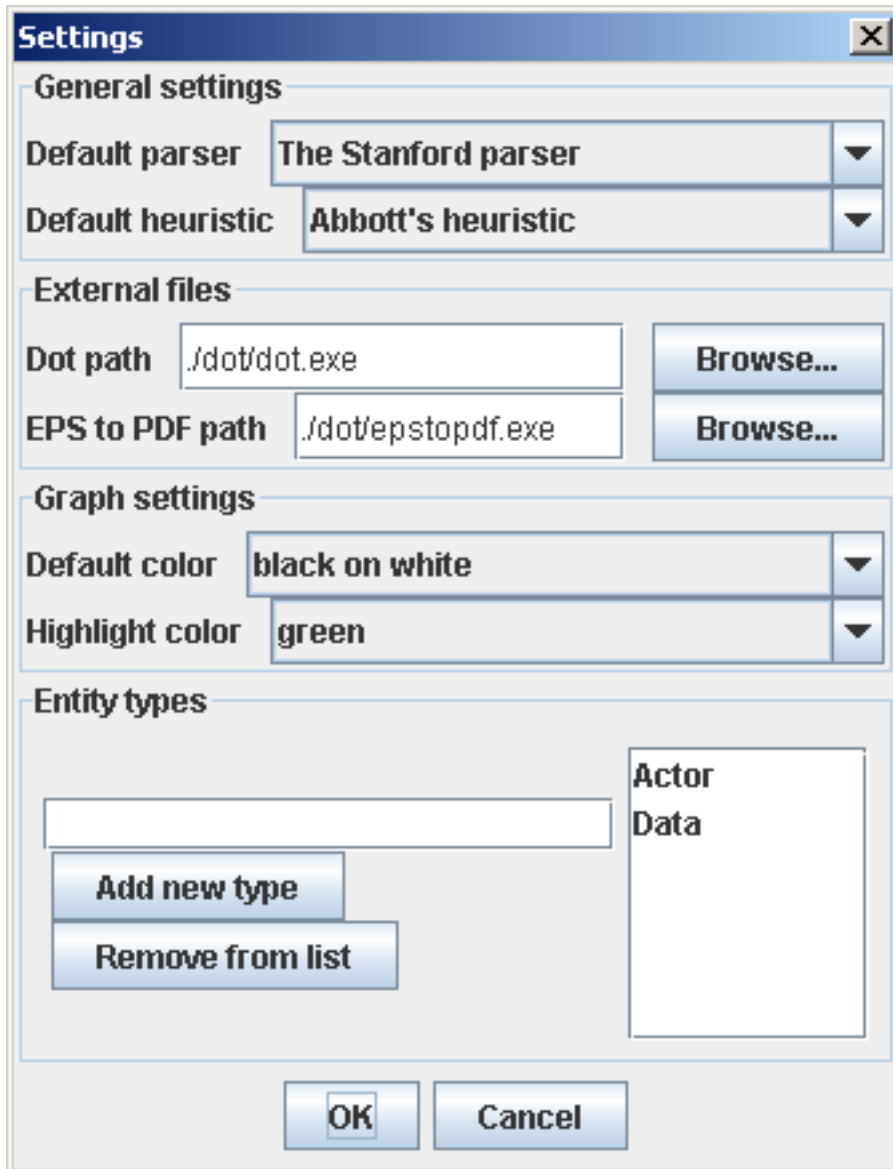 Settings
General settings
Default parser The Stanford parser
Default heuristic Abbott's heuristic
External files
Dot path ./dot/dot.exe Browse...
EPS to PDF path ./dot/epstopdf.exe Browse...
Graph settings
Default color black on white
Highlight color green
Entity types
Actor
Data
Add new type
Remove from list
OK Cancel